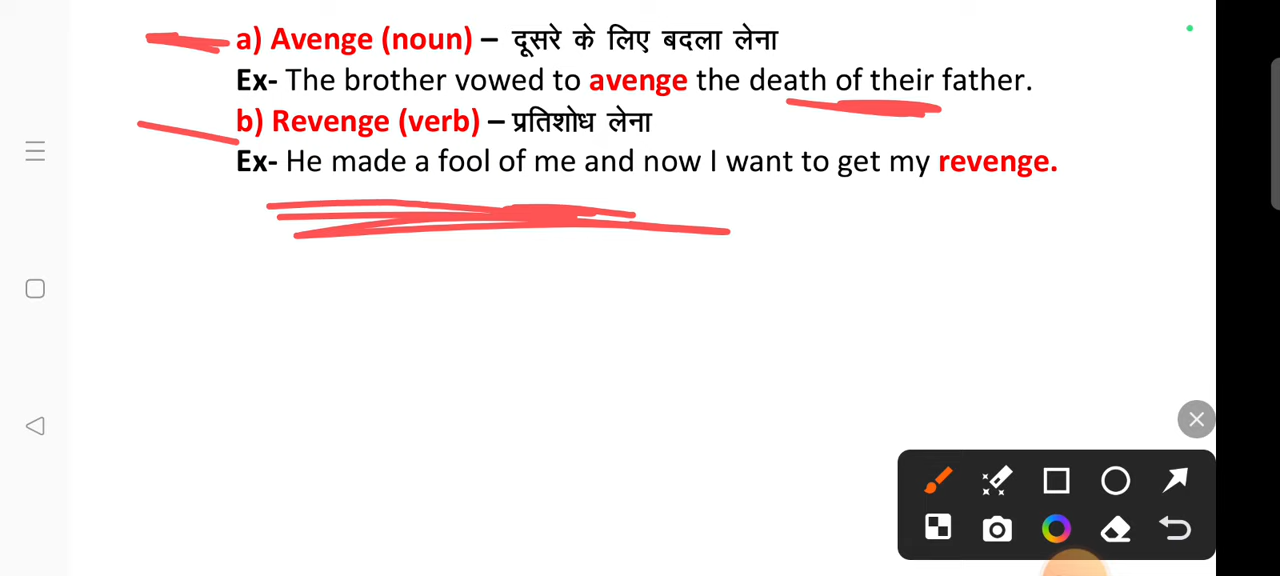 a) Avenge (noun) – दूसरे के लिए बदला लेना
Ex- The brother vowed to avenge the death of their father.
b) Revenge (verb) – प्रतिशोध लेना
Ex- He made a fool of me and now I want to get my revenge.